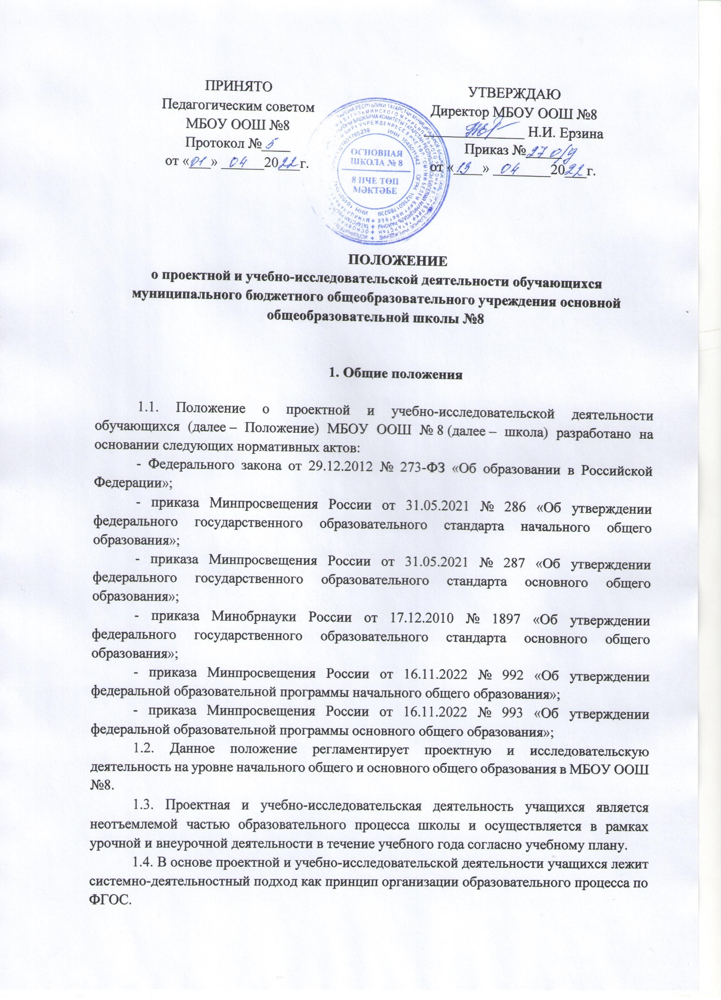 ПРИНЯТО
Педагогическим советом
МБОУ ООШ №8
Протокол № 5
от «01» 04 2022 г.
УТВЕРЖДАЮ
Директор МБОУ ООШ №8
Н.И. Ерзина
Приказ № 27 о/д
от «13» 04 2022 г.
ОСНОВНАЯ
ШКОЛА № 8
8 НЧЕ ТӨП
МӘКТӘБЕ
ИНН 1645011542 ОГРН 1021601765239
ПОЛОЖЕНИЕ
о проектной и учебно-исследовательской деятельности обучающихся
муниципального бюджетного общеобразовательного учреждения основной
общеобразовательной школы №8
1. Общие положения
1.1. Положение о проектной и учебно-исследовательской деятельности
обучающихся (далее – Положение) МБОУ ООШ № 8 (далее – школа) разработано на
основании следующих нормативных актов:
- Федерального закона от 29.12.2012 № 273-ФЗ «Об образовании в Российской
Федерации»;
- приказа Минпросвещения России от 31.05.2021 № 286 «Об утверждении
федерального государственного образовательного стандарта начального общего
образования»;
- приказа Минпросвещения России от 31.05.2021 № 287 «Об утверждении
федерального государственного образовательного стандарта основного общего
образования»;
- приказа Минобрнауки России от 17.12.2010 № 1897 «Об утверждении
федерального государственного образовательного стандарта основного общего
образования»;
- приказа Минпросвещения России от 16.11.2022 № 992 «Об утверждении
федеральной образовательной программы начального общего образования»;
- приказа Минпросвещения России от 16.11.2022 № 993 «Об утверждении
федеральной образовательной программы основного общего образования»;
1.2. Данное положение регламентирует проектную и исследовательскую
деятельность на уровне начального общего и основного общего образования в МБОУ ООШ
№8.
1.3. Проектная и учебно-исследовательская деятельность учащихся является
неотъемлемой частью образовательного процесса школы и осуществляется в рамках
урочной и внеурочной деятельности в течение учебного года согласно учебному плану.
1.4. В основе проектной и учебно-исследовательской деятельности учащихся лежит
системно-деятельностный подход как принцип организации образовательного процесса по
ФГОС.